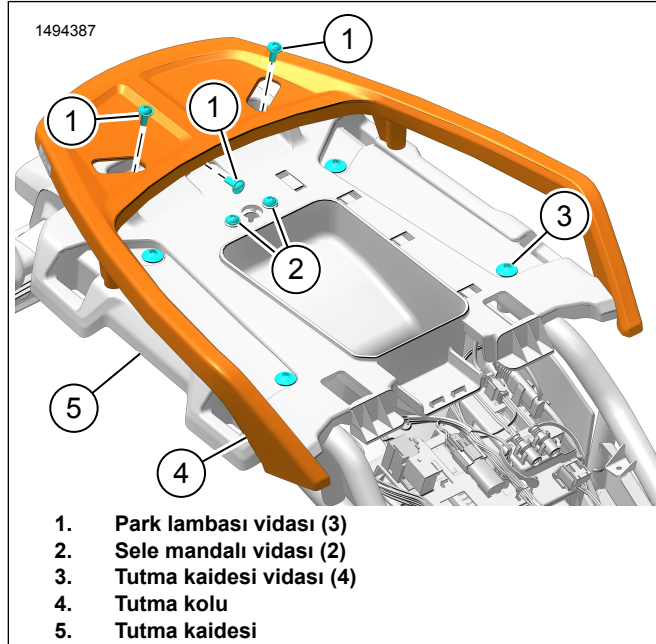 1494387
1
1
1
3
2
5
4
1. Park lambası vidası (3)
2. Sele mandalı vidası (2)
3. Tutma kaidesi vidası (4)
4. Tutma kolu
5. Tutma kaidesi